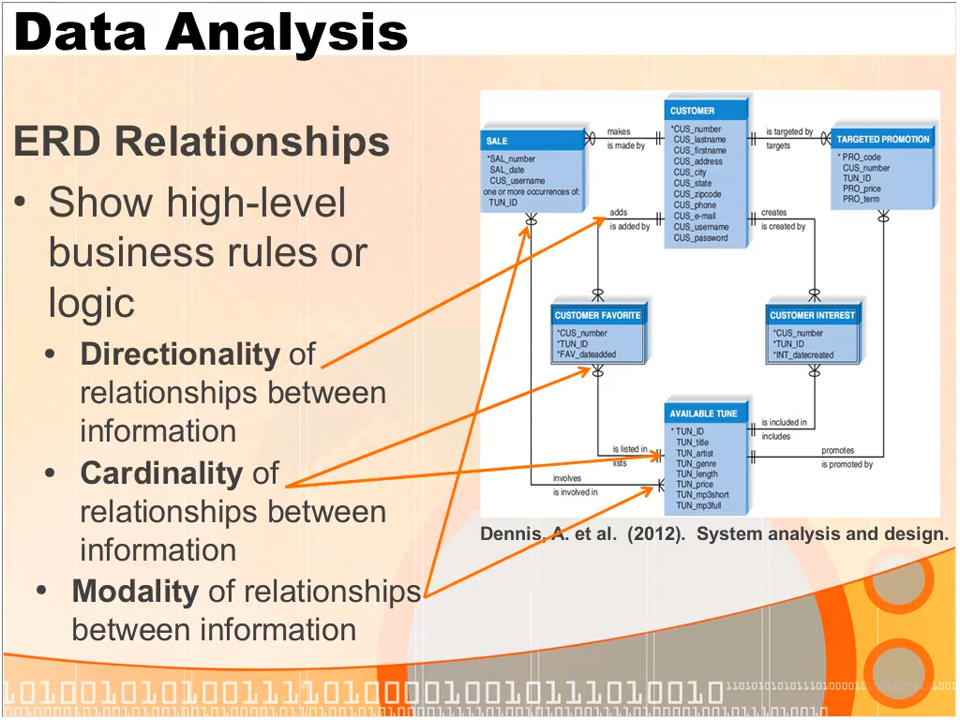 Data Analysis
ERD Relationships
• Show high-level
business rules or
logic
• Directionality of
relationships between
information
• Cardinality of
relationships between
information
• Modality of relationships
between information
SALE
*SAL_number
SAL_date
CUS_username
one or more occurrences of:
TUN_ID
makes
is made by
CUSTOMER
*CUS_number
CUS_lastname
CUS_firstname
CUS_address
CUS_city
CUS_state
CUS_zipcode
CUS_phone
CUS_e-mail
CUS_username
CUS_password
is targeted by
targets
TARGETED PROMOTION
* PRO_code
CUS_number
TUN_ID
PRO_price
PRO_term
adds
is added by
creates
is created by
CUSTOMER FAVORITE
*CUS_number
*TUN_ID
*FAV_dateadded
CUSTOMER INTEREST
*CUS_number
*TUN_ID
*INT_datecreated
AVAILABLE TUNE
* TUN_ID
TUN_title
TUN_artist
TUN_genre
TUN_length
TUN_price
TUN_mp3short
TUN_mp3full
is listed in
lists
is included in
includes
involves
is involved in
promotes
is promoted by
Dennis, A. et al. (2012). System analysis and design.